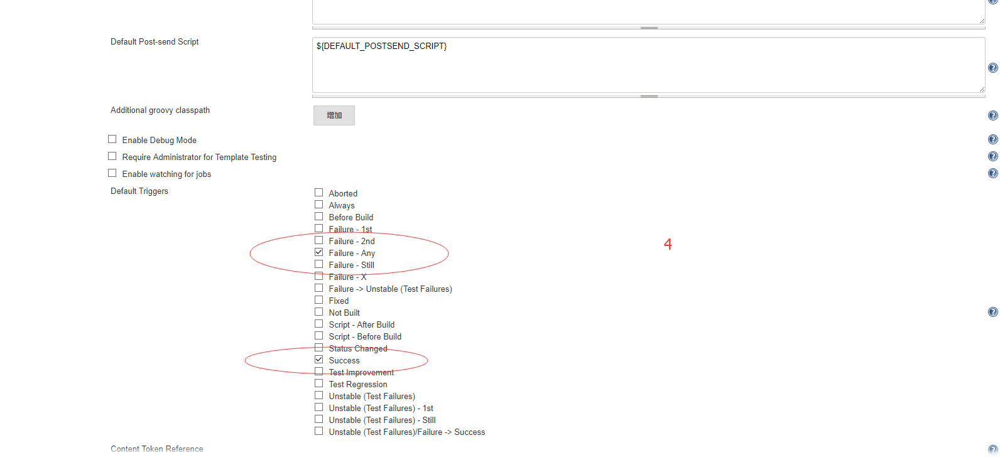 Default Post-send Script
${DEFAULT_POSTSEND_SCRIPT}
Additional groovy classpath
增加
Enable Debug Mode
Require Administrator for Template Testing
Enable watching for jobs
Default Triggers
Aborted
Always
Before Build
Failure - 1st
Failure - 2nd
4
Failure - Any
Failure - Still
Failure - X
Failure -> Unstable (Test Failures)
Fixed
Not Built
Script - After Build
Script - Before Build
Status Changed
Success
Test Improvement
Test Regression
Unstable (Test Failures)
Unstable (Test Failures) - 1st
Unstable (Test Failures) - Still
Unstable (Test Failures)/Failure -> Success
Content Token Reference